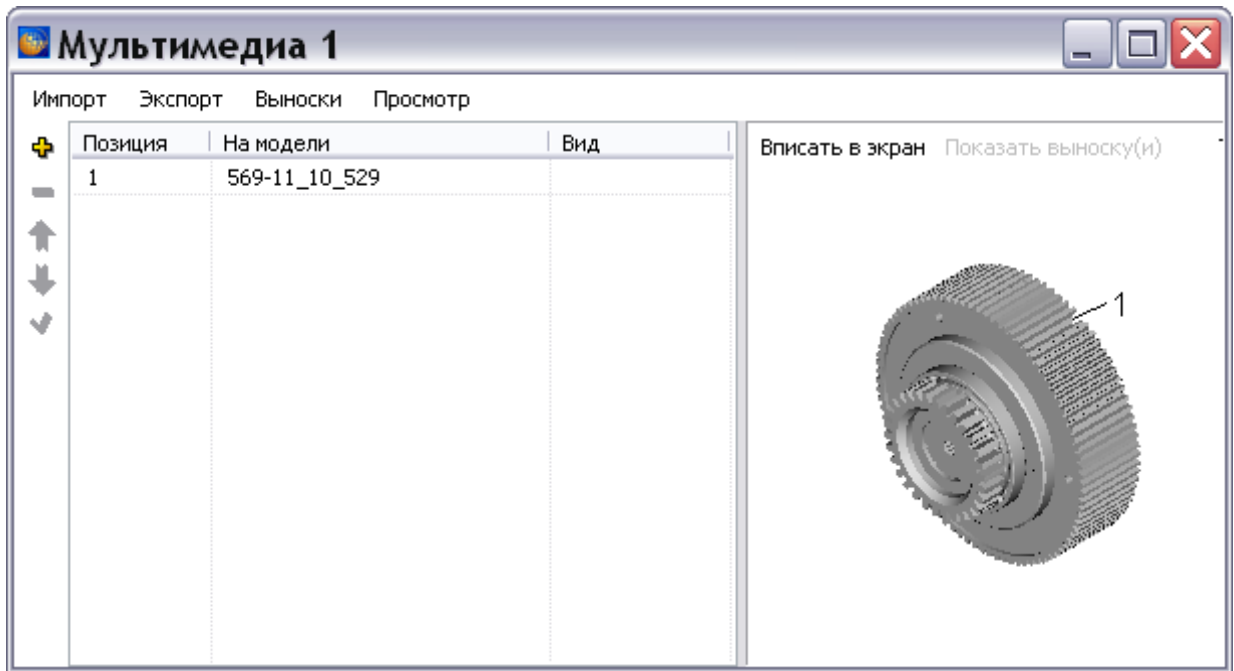 Мультимедиа 1
Импорт Экспорт Выноски Просмотр
Позиция На модели Вид
1 569-11_10_529
Вписать в экран Показать выноску(и)
1